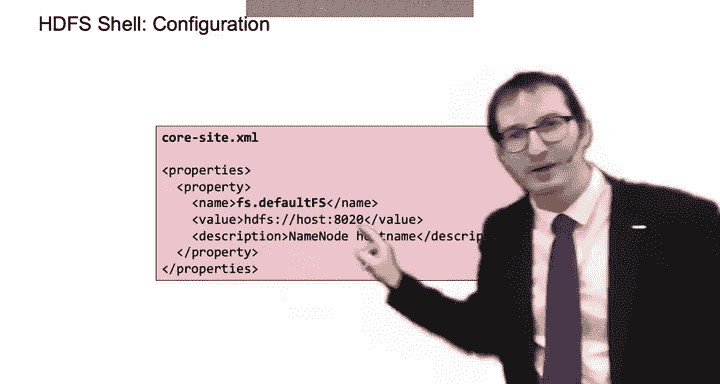 HDFS Shell: Configuration
core-site.xml
<properties>
<property>
<name>fs.defaultFS</name>
<value>hdfs://host:8020</value>
<description>NameNode
</property>
</properties>